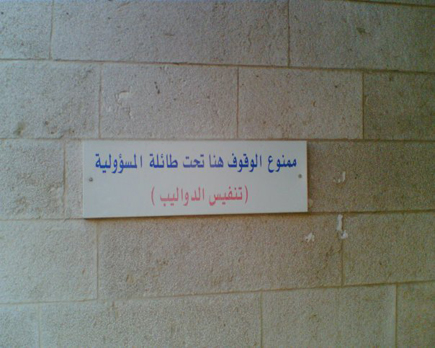 ممنوع الوقوف هنا تحت طائلة المسؤولية
(تنفيس الدواليب)